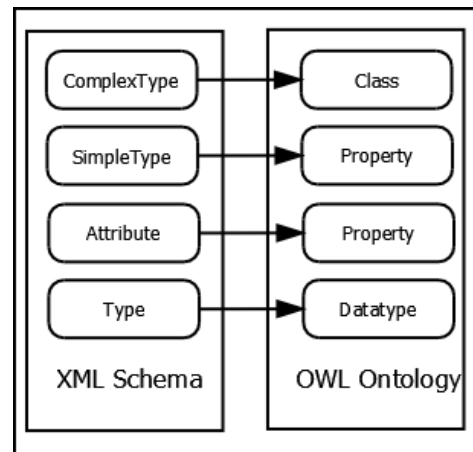 ComplexType
Class
SimpleType
Property
Attribute
Property
Type
Datatype
XML Schema
OWL Ontology